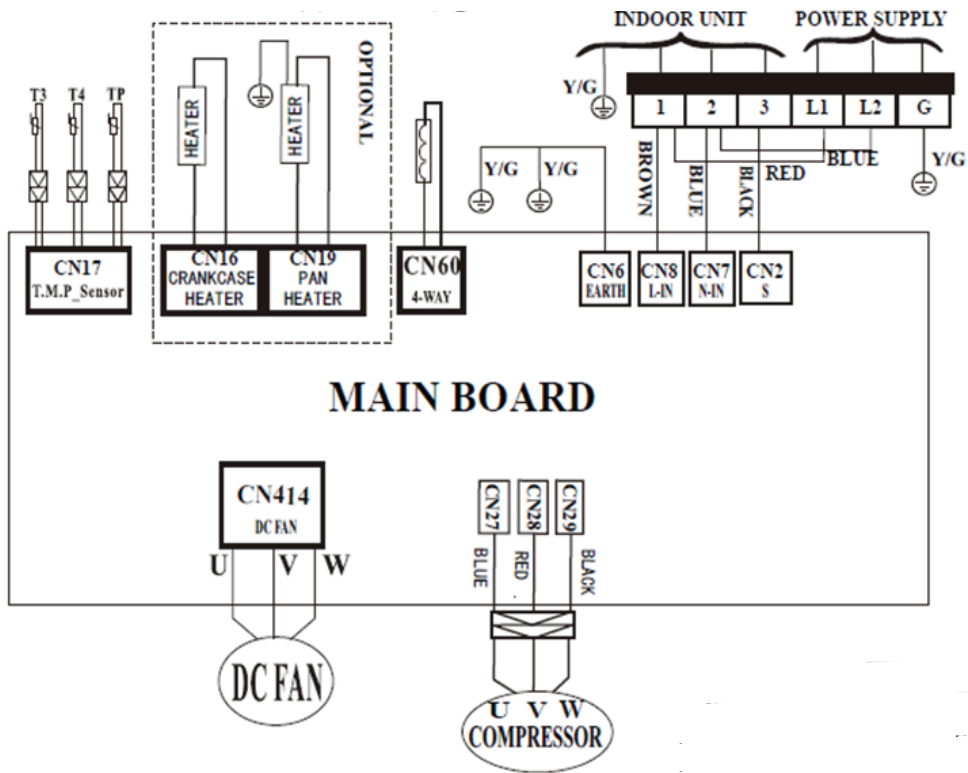 INDOOR UNIT
POWER SUPPLY
OPTIONAL
Y/G
1
2
3
L1
L2
G
T3
T4
TP
HEATER
HEATER
BROWN
BLUE
BLACK
RED
BLUE
Y/G
Y/G
Y/G
CN17
T.M.P_Sensor
CN16
CRANKCASE
HEATER
CN19
PAN
HEATER
CN60
4-WAY
CN6
EARTH
CN8
L-IN
CN7
N-IN
CN2
S
MAIN BOARD
CN414
DC FAN
U
V
W
CN27
CN28
CN29
BLUE
RED
BLACK
DC FAN
U V W
COMPRESSOR